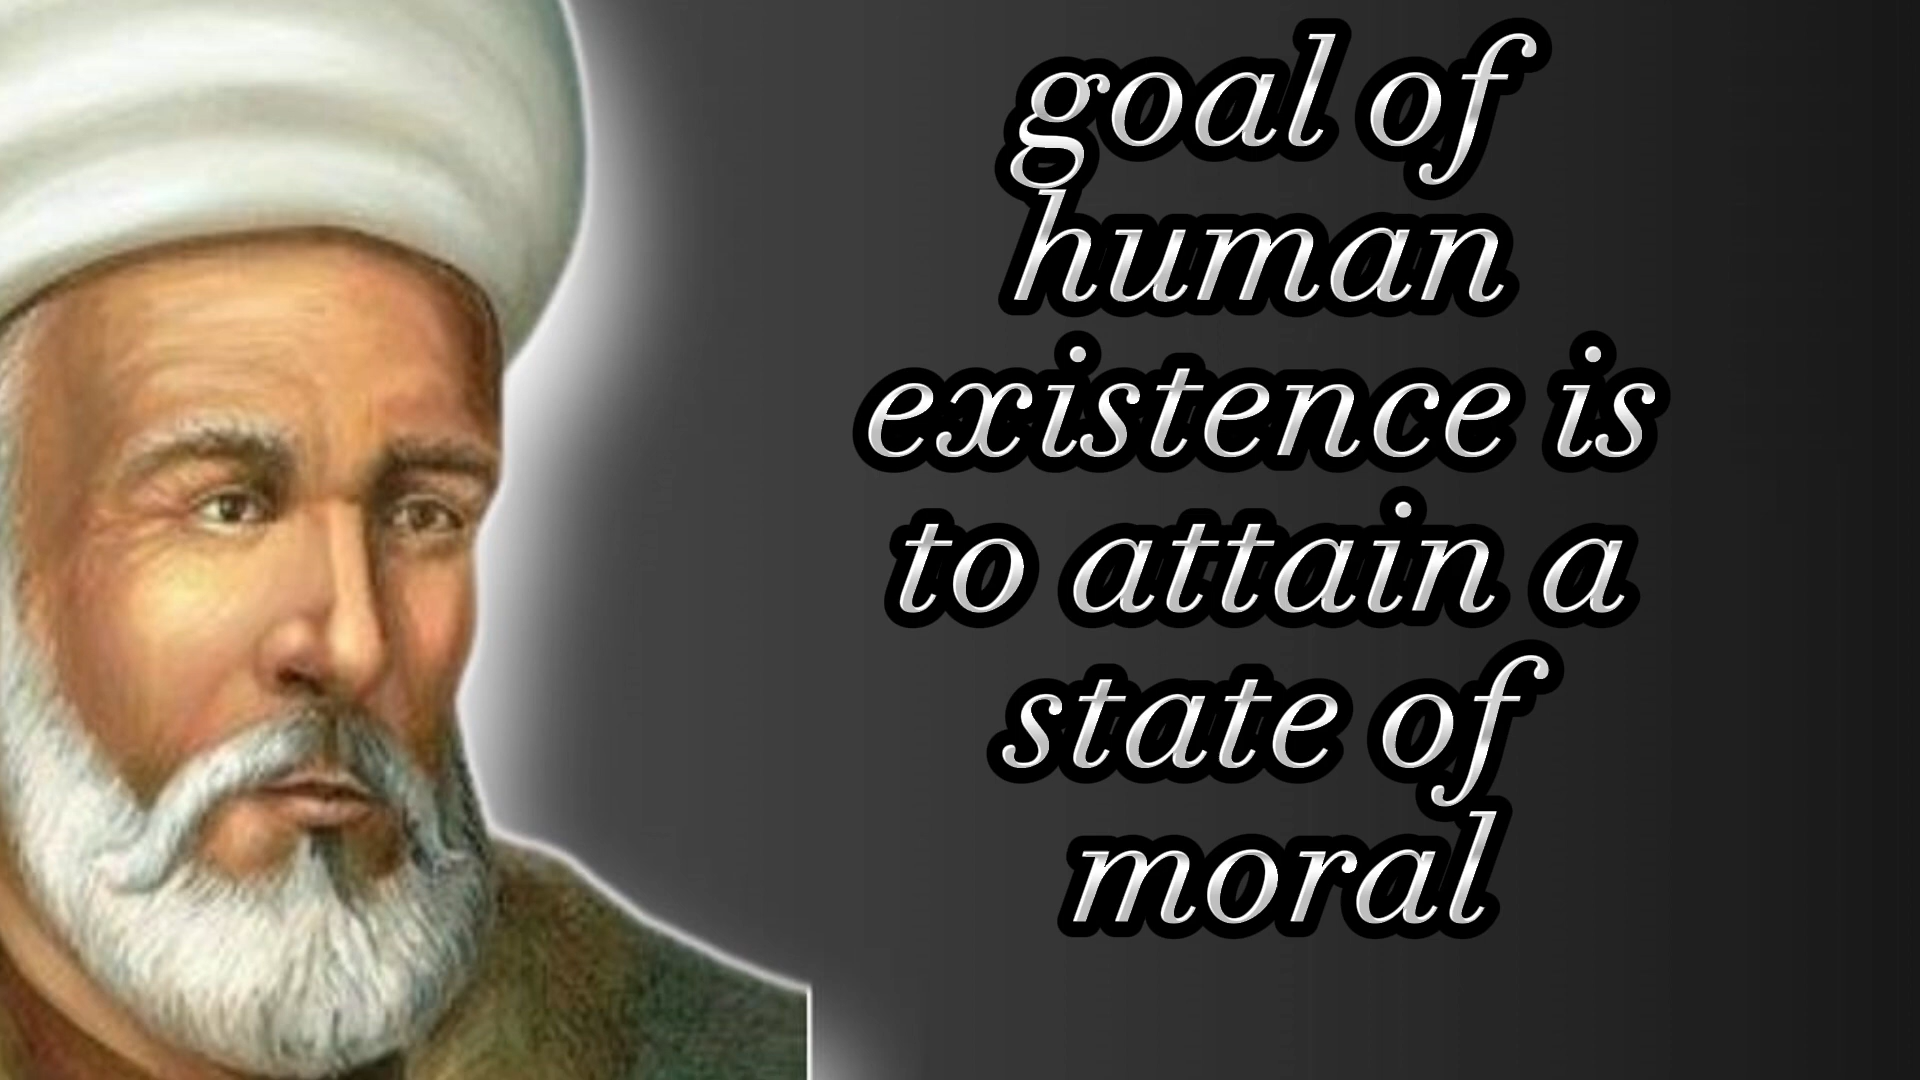 goal of
human
existence is
to attain a
state of
moral